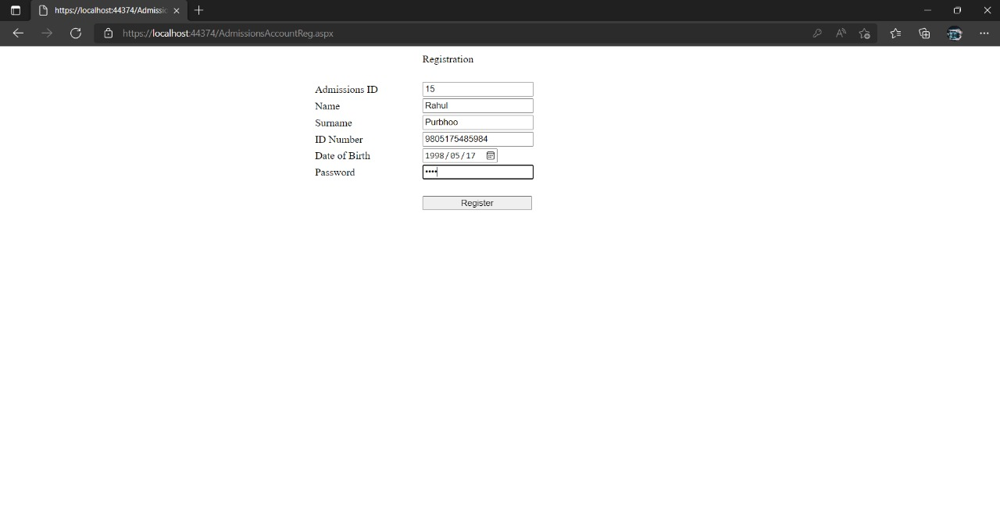 https://localhost:44374/Admissi
https://localhost:44374/AdmissionsAccountReg.aspx
Registration
Admissions ID 15
Name Rahul
Surname Purbhoo
ID Number 9805175485984
Date of Birth 1998/05/17
Password ••••
Register